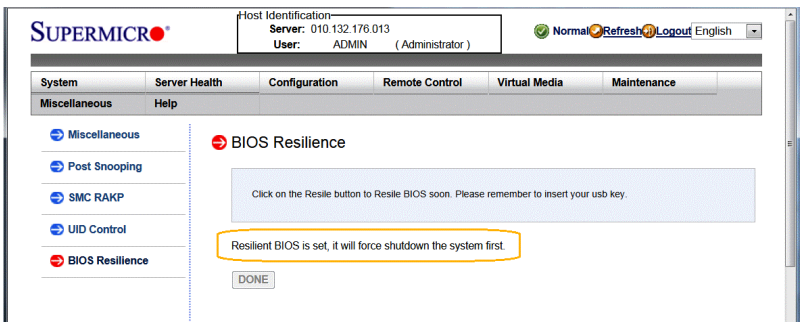 Host Identification
Server: 010.132.176.013
User: ADMIN ( Administrator )
SUPERMICR
Normal Refresh Logout English
System Server Health Configuration Remote Control Virtual Media Maintenance
Miscellaneous Help
Miscellaneous
Post Snooping
SMC RAKP
UID Control
BIOS Resilience
BIOS Resilience
Click on the Resile button to Resile BIOS soon. Please remember to insert your usb key.
Resilient BIOS is set, it will force shutdown the system first.
DONE